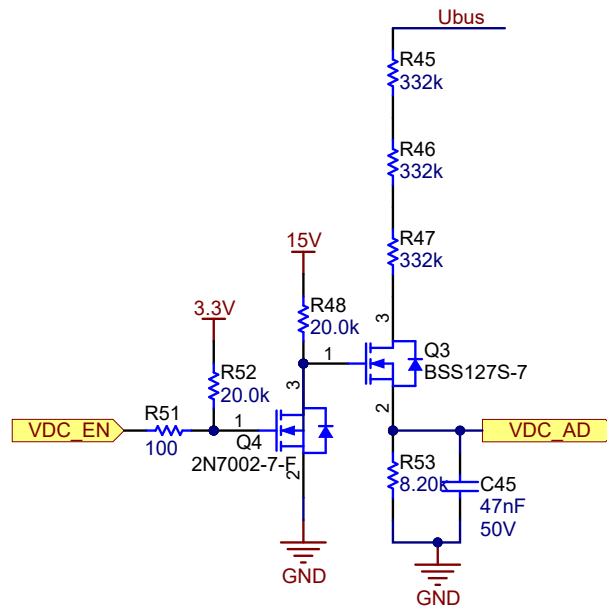 Ubus
R45
332k
R46
332k
R47
332k
15V
R48
20.0k
3.3V
R52
20.0k
3
1
Q3
BSS127S-7
2
VDC_EN
R51
100
1
3
Q4
2N7002-7-F
2
VDC_AD
R53
8.20k
C45
47nF
50V
GND
GND